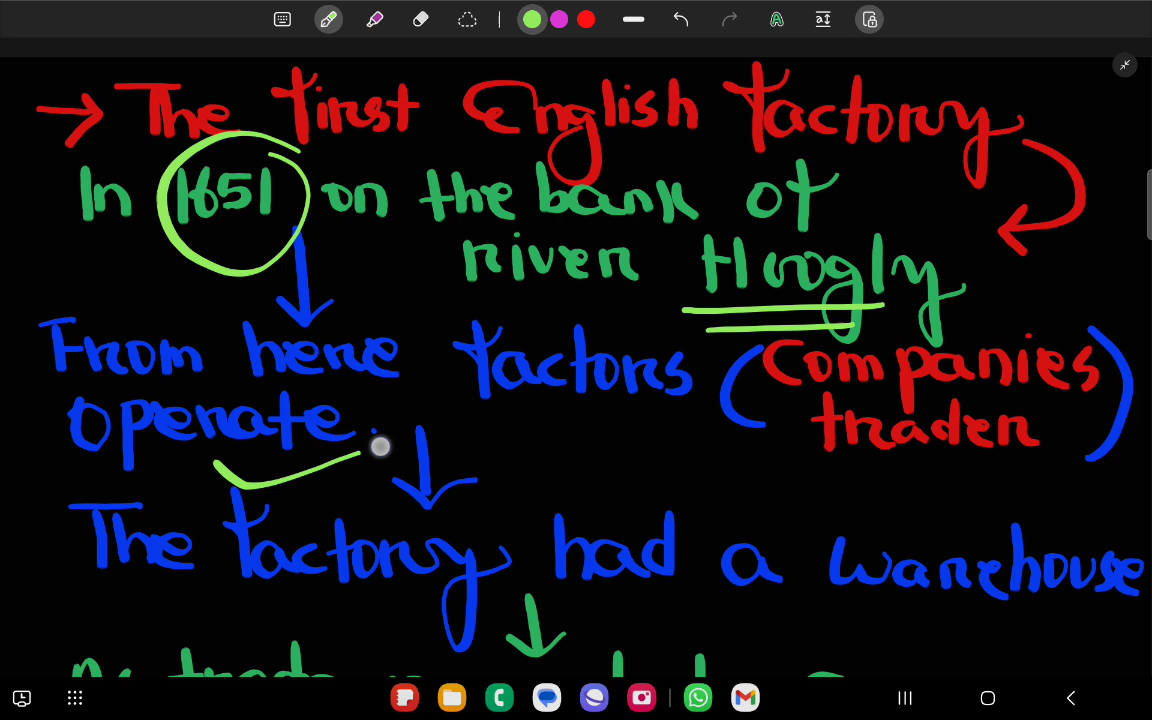 → The first English factory
In 1651 on the bank of
river Hoogly
From here factors (Companies
operate. trader)
The factory had a warehouse